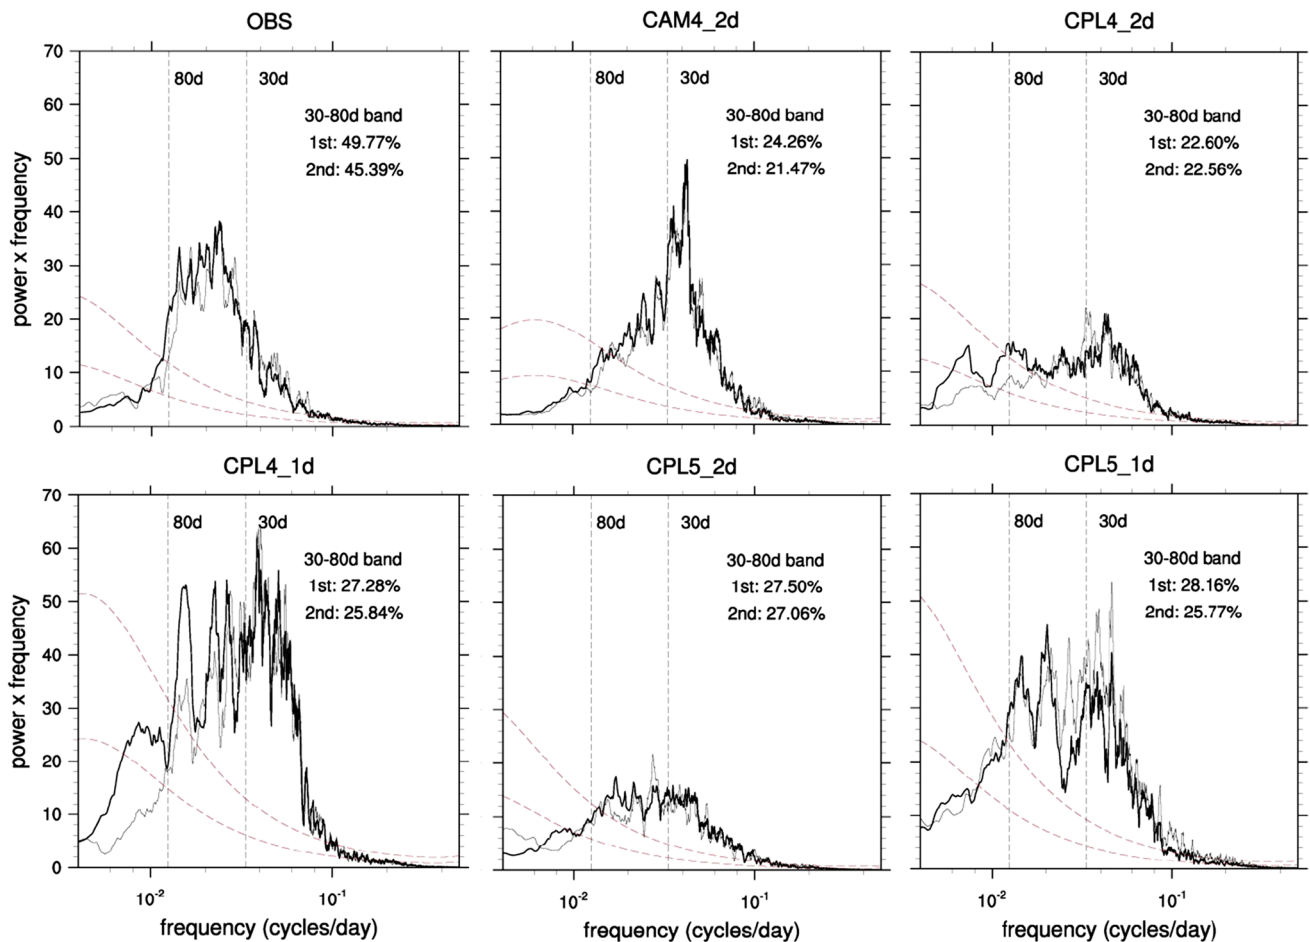 OBS
70
60
50
40
30
20
10
0
power x frequency
80d
30d
30-80d band
1st: 49.77%
2nd: 45.39%
CAM4_2d
80d
30d
30-80d band
1st: 24.26%
2nd: 21.47%
CPL4_2d
80d
30d
30-80d band
1st: 22.60%
2nd: 22.56%
CPL4_1d
70
60
50
40
30
20
10
0
power x frequency
80d
30d
30-80d band
1st: 27.28%
2nd: 25.84%
10-2
10-1
frequency (cycles/day)
CPL5_2d
80d
30d
30-80d band
1st: 27.50%
2nd: 27.06%
10-2
10-1
frequency (cycles/day)
CPL5_1d
80d
30d
30-80d band
1st: 28.16%
2nd: 25.77%
10-2
10-1
frequency (cycles/day)